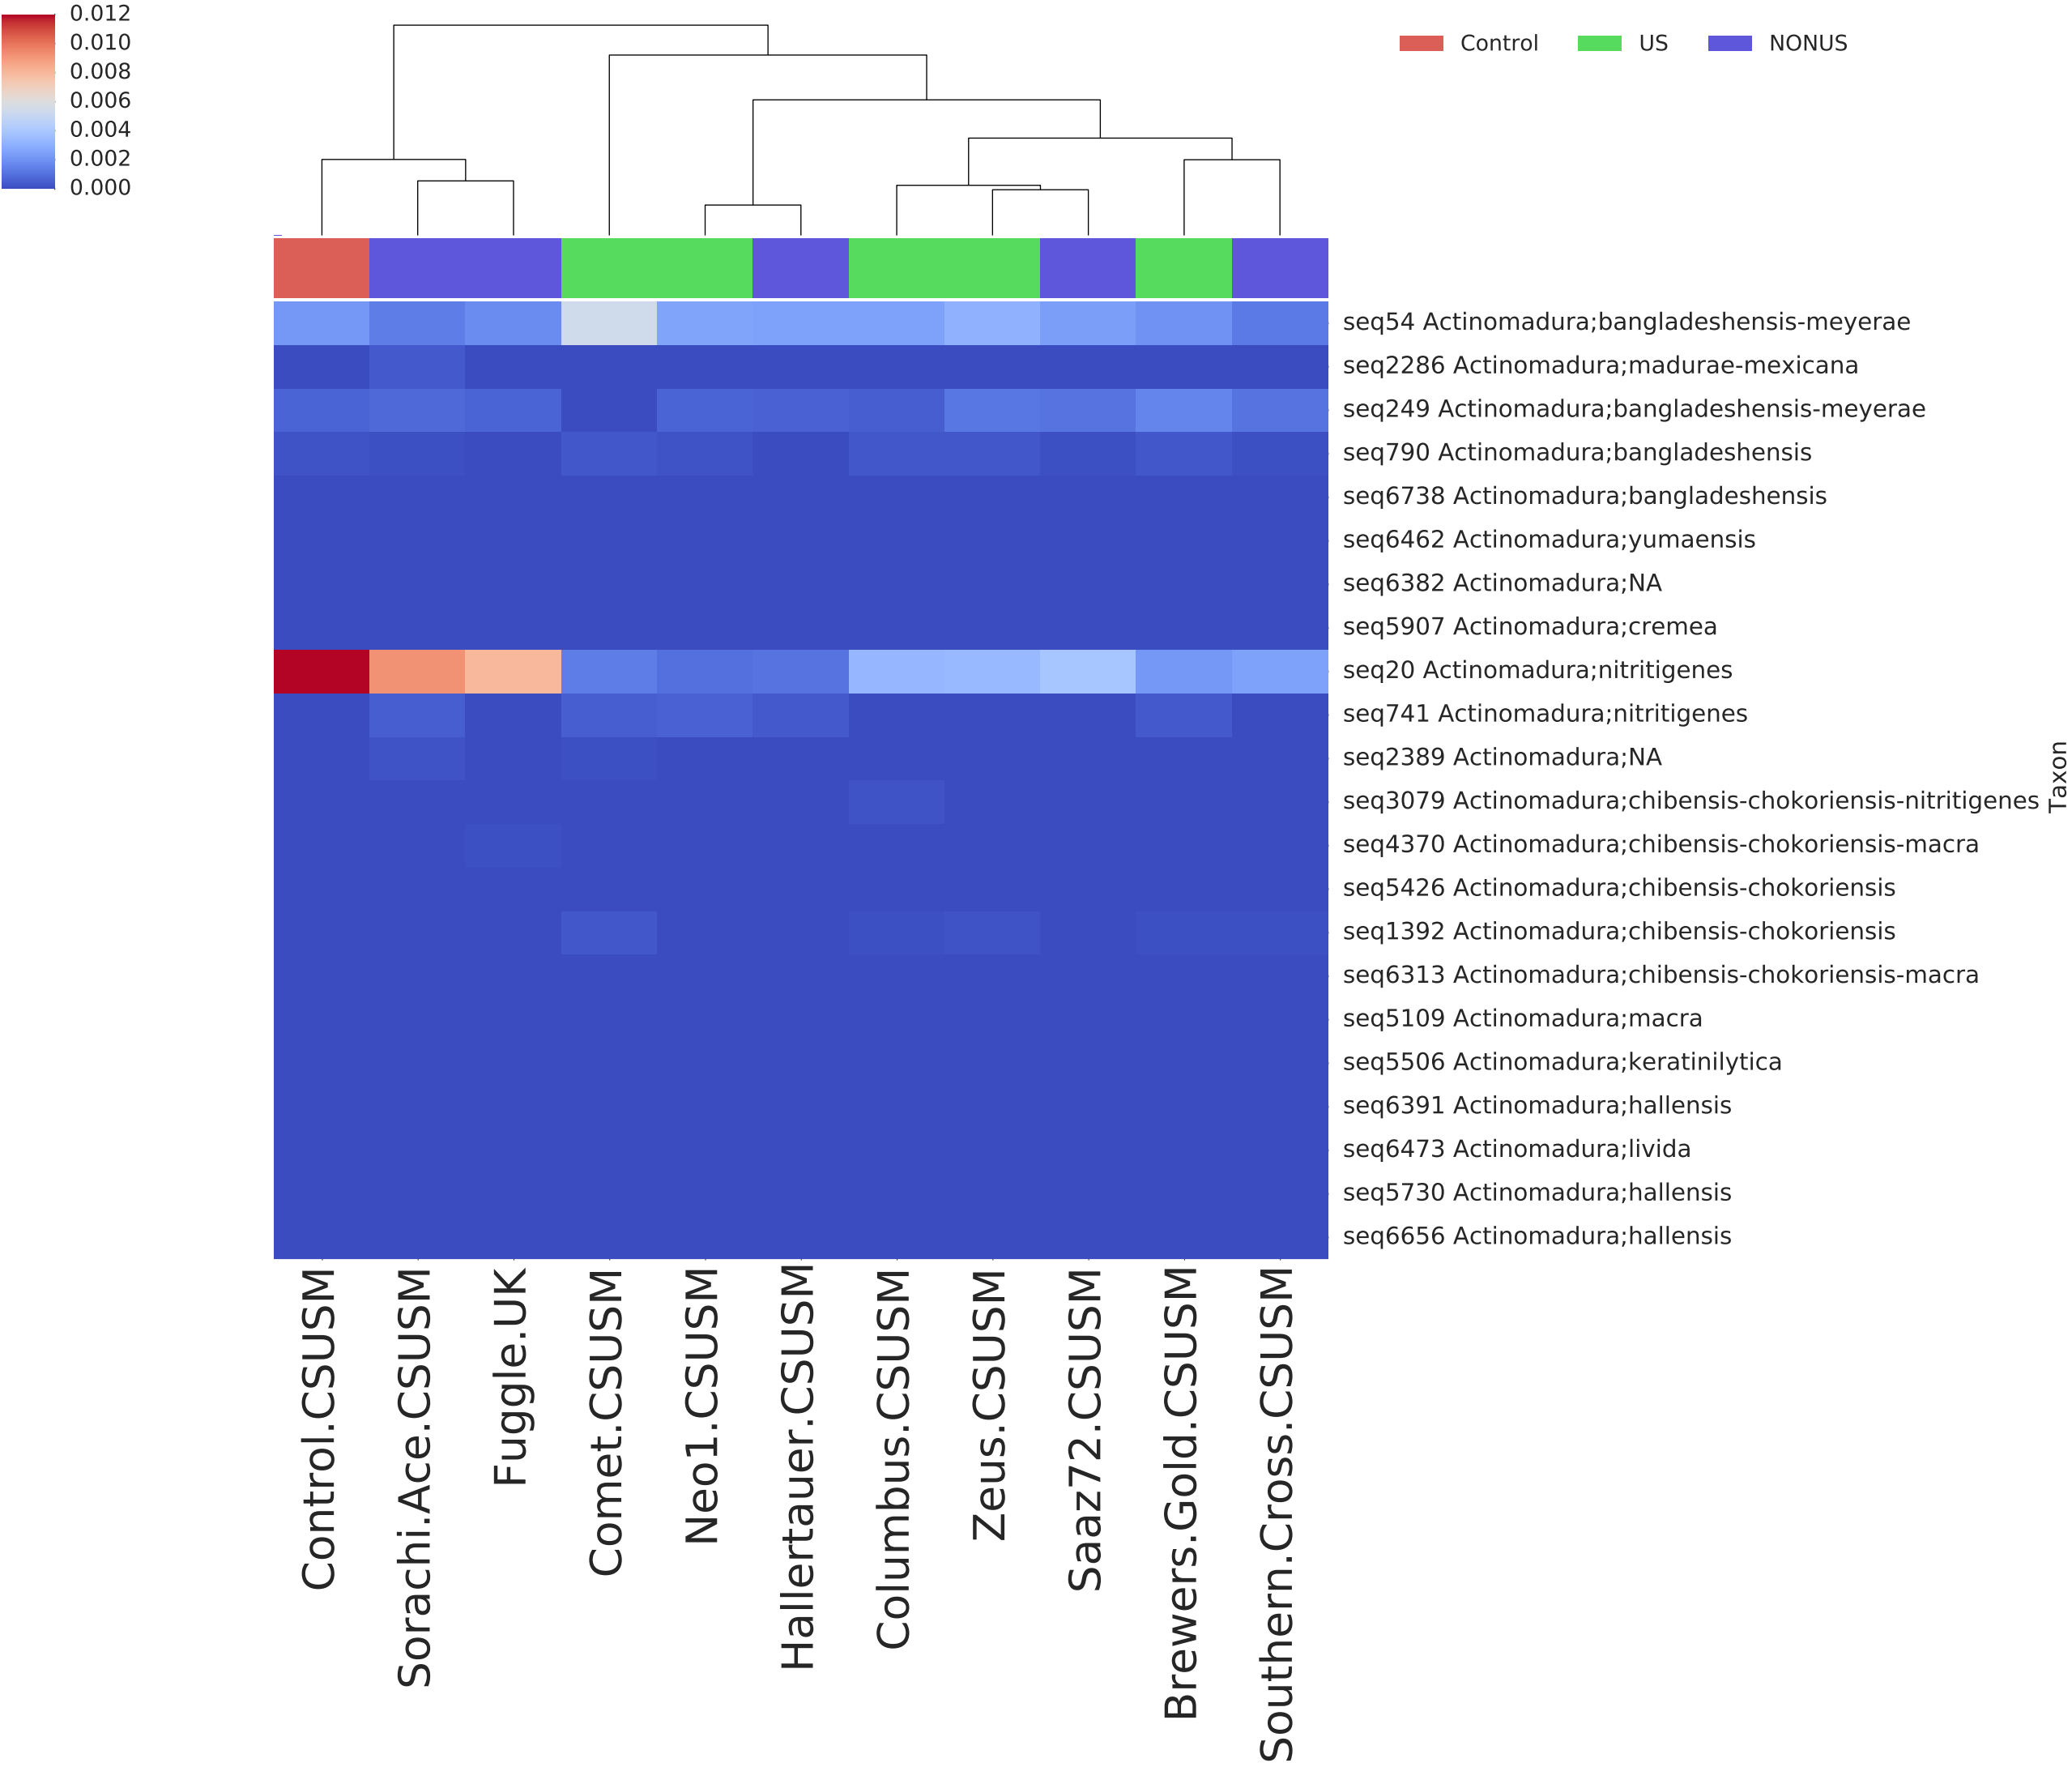 0.012
0.010
0.008
0.006
0.004
0.002
0.000
Control US NONUS
seq54 Actinomadura;bangladeshensis-meyerae
seq2286 Actinomadura;madurae-mexicana
seq249 Actinomadura;bangladeshensis-meyerae
seq790 Actinomadura;bangladeshensis
seq6738 Actinomadura;bangladeshensis
seq6462 Actinomadura;yumaensis
seq6382 Actinomadura;NA
seq5907 Actinomadura;cremea
seq20 Actinomadura;nitritigenes
seq741 Actinomadura;nitritigenes
seq2389 Actinomadura;NA
seq3079 Actinomadura;chibensis-chokoriensis-nitritigenes
seq4370 Actinomadura;chibensis-chokoriensis-macra
seq5426 Actinomadura;chibensis-chokoriensis
seq1392 Actinomadura;chibensis-chokoriensis
seq6313 Actinomadura;chibensis-chokoriensis-macra
seq5109 Actinomadura;macra
seq5506 Actinomadura;keratinilytica
seq6391 Actinomadura;hallensis
seq6473 Actinomadura;livida
seq5730 Actinomadura;hallensis
seq6656 Actinomadura;hallensis
Taxon
Control.CSUSM
Sorachi.Ace.CSUSM
Fuggle.UK
Comet.CSUSM
Neo1.CSUSM
Hallertauer.CSUSM
Columbus.CSUSM
Zeus.CSUSM
Saaz72.CSUSM
Brewers.Gold.CSUSM
Southern.Cross.CSUSM